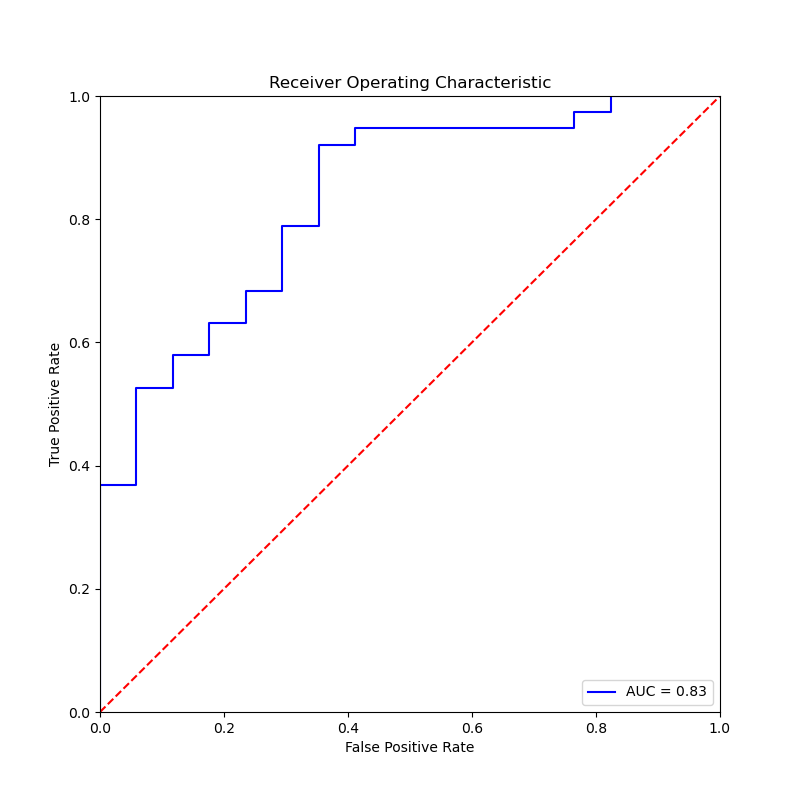 Receiver Operating Characteristic
1.0
0.8
0.6
0.4
0.2
0.0
True Positive Rate
AUC = 0.83
0.0 0.2 0.4 0.6 0.8 1.0
False Positive Rate